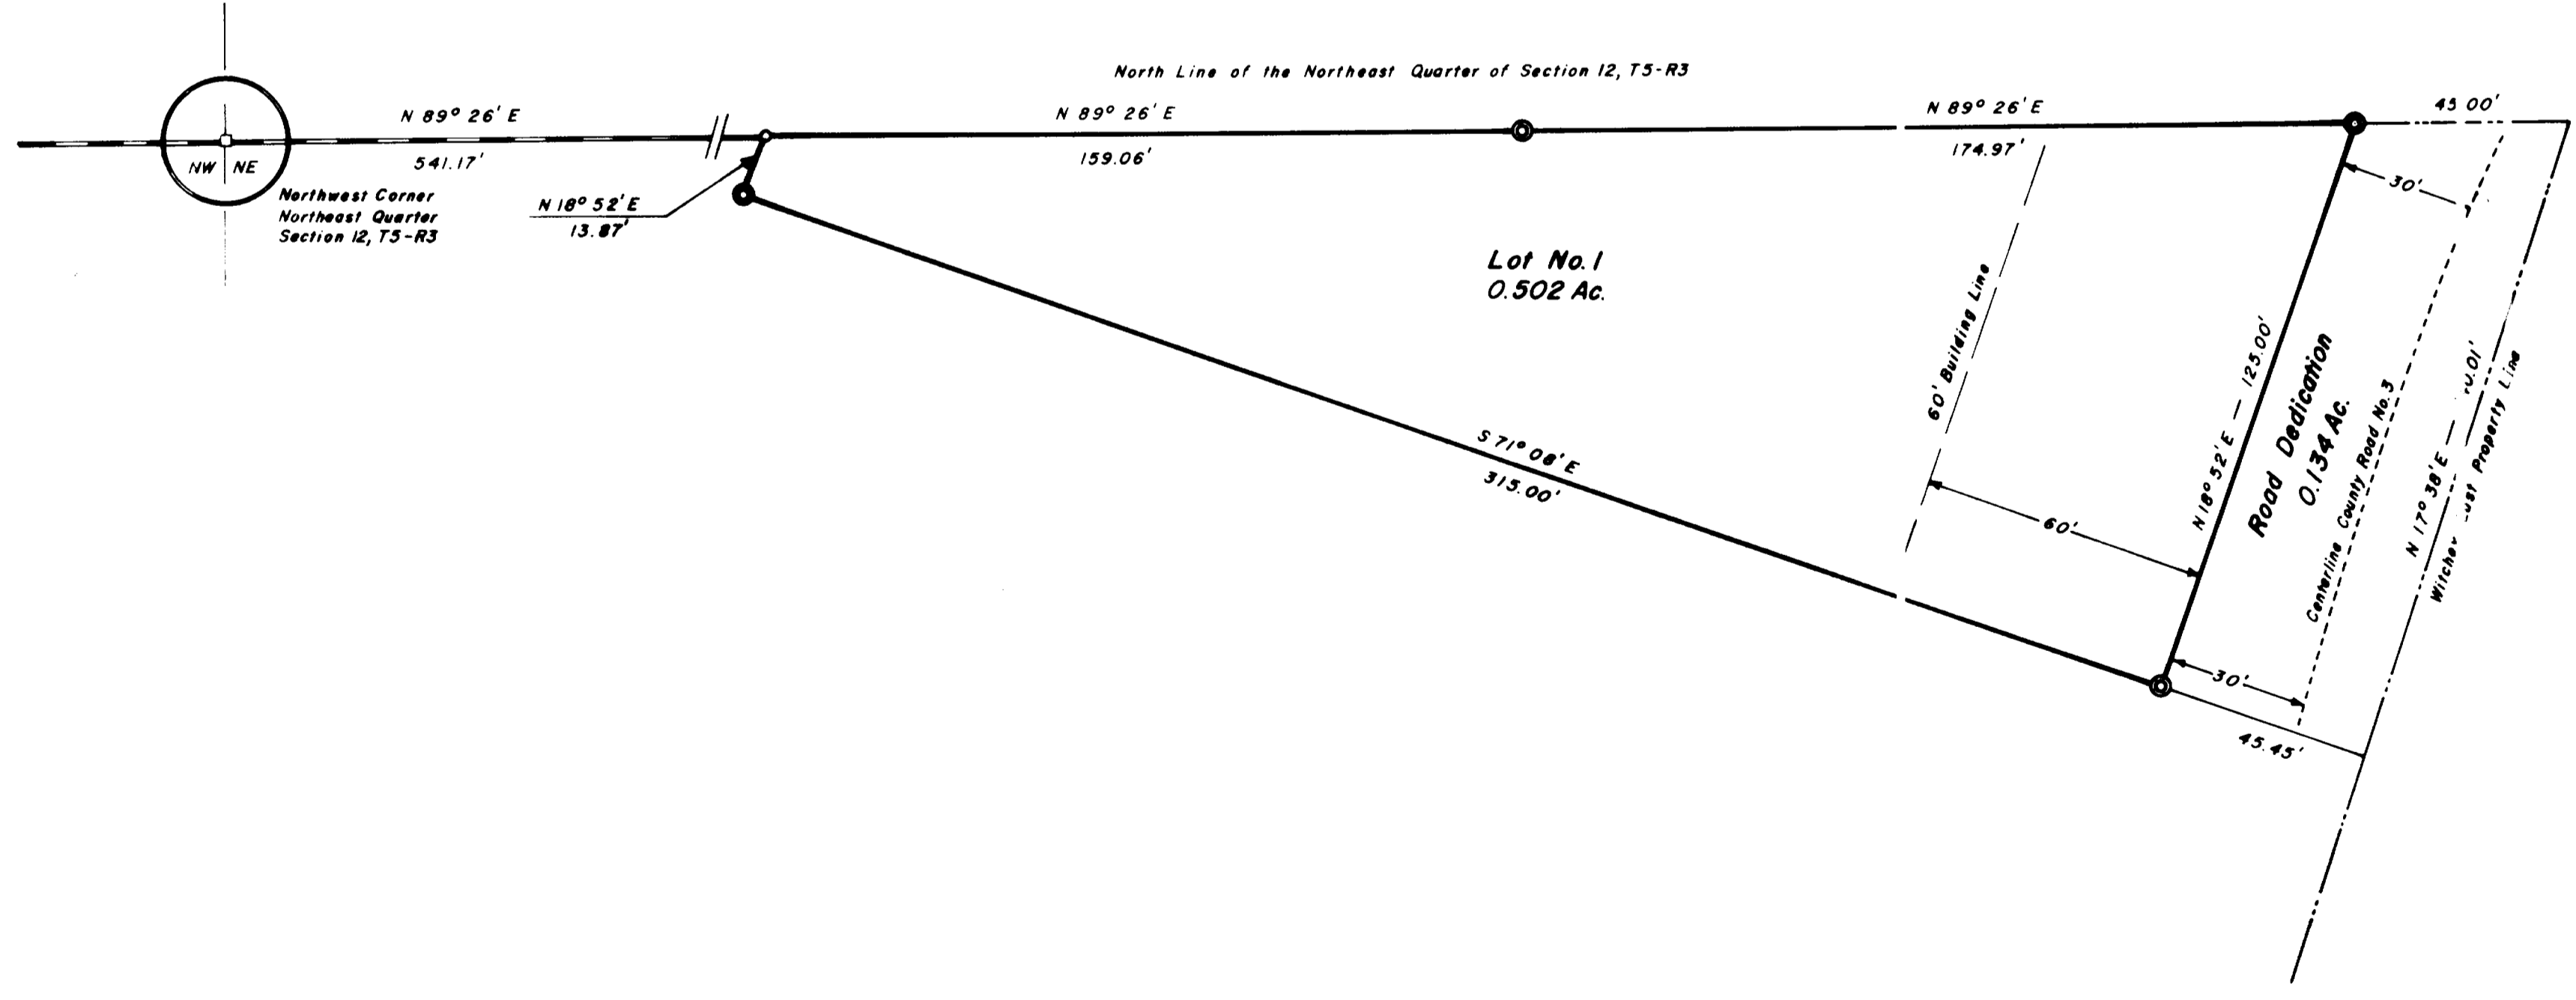 North Line of the Northeast Quarter of Section 12, T5-R3
N 89° 26' E
541.17'
NW NE
Northwest Corner
Northeast Quarter
Section 12, T5-R3
N 18° 52' E
13.87'
N 89° 26' E
159.06'
N 89° 26' E
174.97'
45 00'
30'
Lot No. 1
0.502 Ac.
60' Building Line
60'
N 18° 52' E — 125.00'
Road Dedication
0.134 Ac.
Centerline County Road No. 3
N 17° 38' E —
Property Line
S 71° 08' E
315.00'
30'
45.45'